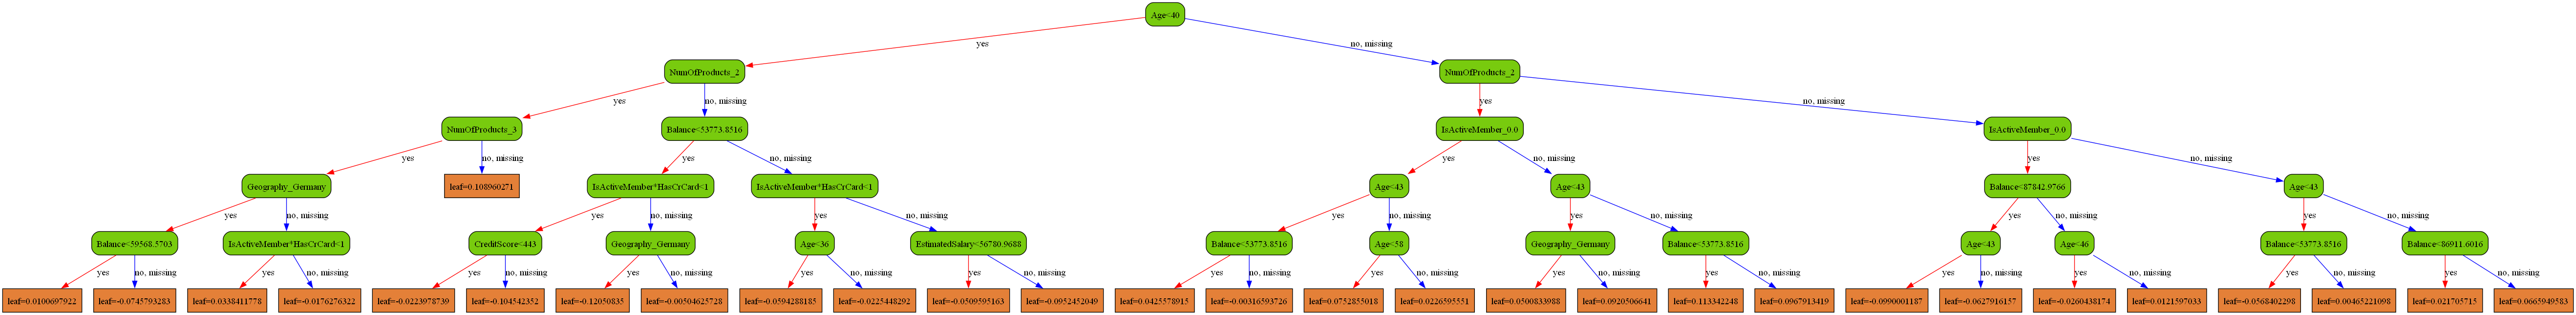 Age<40
yes
no, missing
NumOfProducts_2
NumOfProducts_2
yes
no, missing
yes
no, missing
NumOfProducts_3
Balance<53773.8516
IsActiveMember_0.0
IsActiveMember_0.0
yes
no, missing
yes
no, missing
yes
no, missing
yes
no, missing
Geography_Germany
leaf=0.108960271
IsActiveMember*HasCrCard<1
IsActiveMember*HasCrCard<1
Age<43
Age<43
Balance<87842.9766
Age<43
yes
no, missing
yes
no, missing
yes
no, missing
yes
no, missing
yes
no, missing
yes
no, missing
yes
no, missing
Balance<59568.5703
IsActiveMember*HasCrCard<1
CreditScore<443
Geography_Germany
Age<36
EstimatedSalary<56780.9688
Balance<53773.8516
Age<58
Geography_Germany
Balance<53773.8516
Age<43
Age<46
Balance<53773.8516
Balance<86911.6016
yes
no, missing
yes
no, missing
yes
no, missing
yes
no, missing
yes
no, missing
yes
no, missing
yes
no, missing
yes
no, missing
yes
no, missing
yes
no, missing
yes
no, missing
yes
no, missing
yes
no, missing
yes
no, missing
leaf=0.0100697922
leaf=-0.0745793283
leaf=0.0338411778
leaf=-0.0176276322
leaf=-0.0223978739
leaf=-0.104542352
leaf=-0.12050835
leaf=-0.00504625728
leaf=-0.0594288185
leaf=-0.0225448292
leaf=-0.0509595163
leaf=-0.0952452049
leaf=0.0425578915
leaf=-0.00316593726
leaf=0.0752855018
leaf=0.0226595551
leaf=0.0500833988
leaf=0.0920506641
leaf=0.113342248
leaf=0.0967913419
leaf=-0.0990001187
leaf=-0.0627916157
leaf=-0.0260438174
leaf=0.0121597033
leaf=-0.0568402298
leaf=0.00465221098
leaf=0.021705715
leaf=0.0665949583